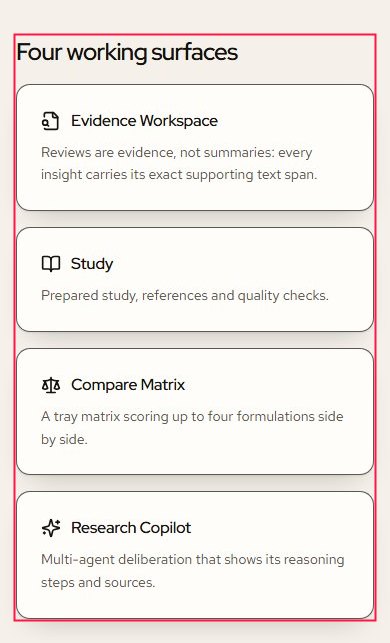 Four working surfaces
Evidence Workspace
Reviews are evidence, not summaries: every
insight carries its exact supporting text span.
Study
Prepared study, references and quality checks.
Compare Matrix
A tray matrix scoring up to four formulations side
by side.
Research Copilot
Multi-agent deliberation that shows its reasoning
steps and sources.